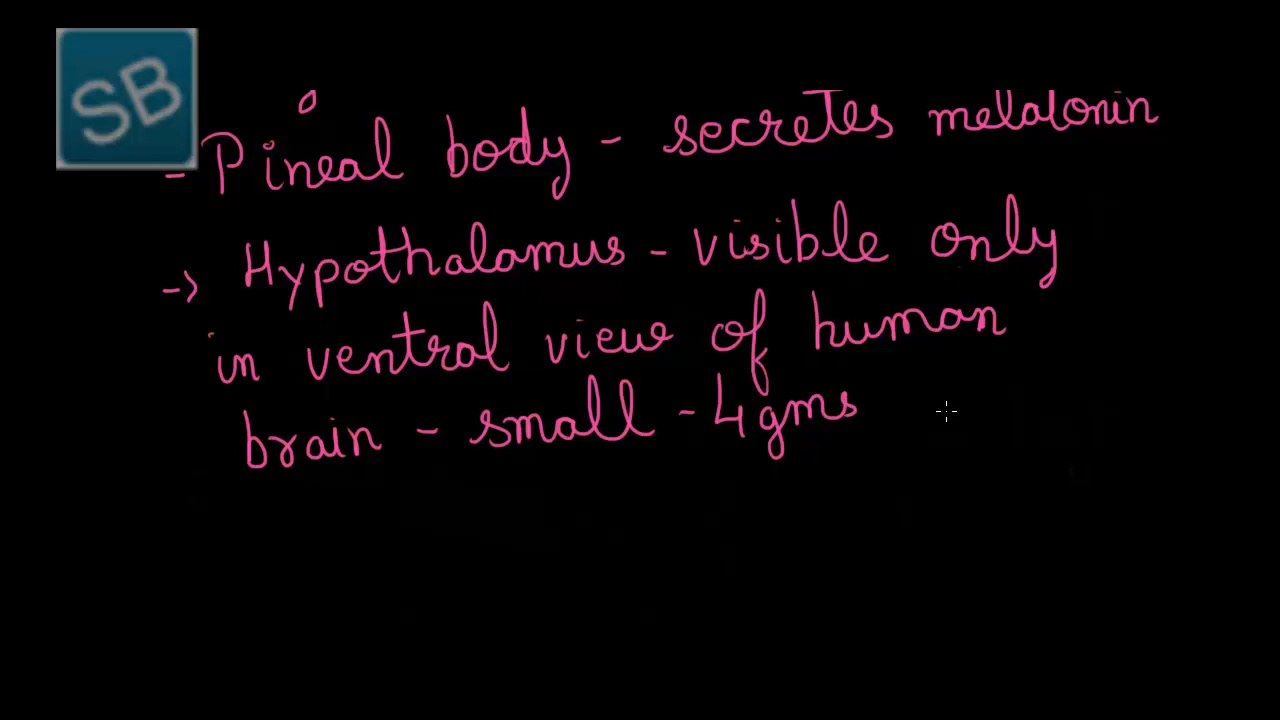 SB
- Pineal body - secretes melatonin
-> Hypothalamus - visible only
in ventral view of human
brain - small - 4gms